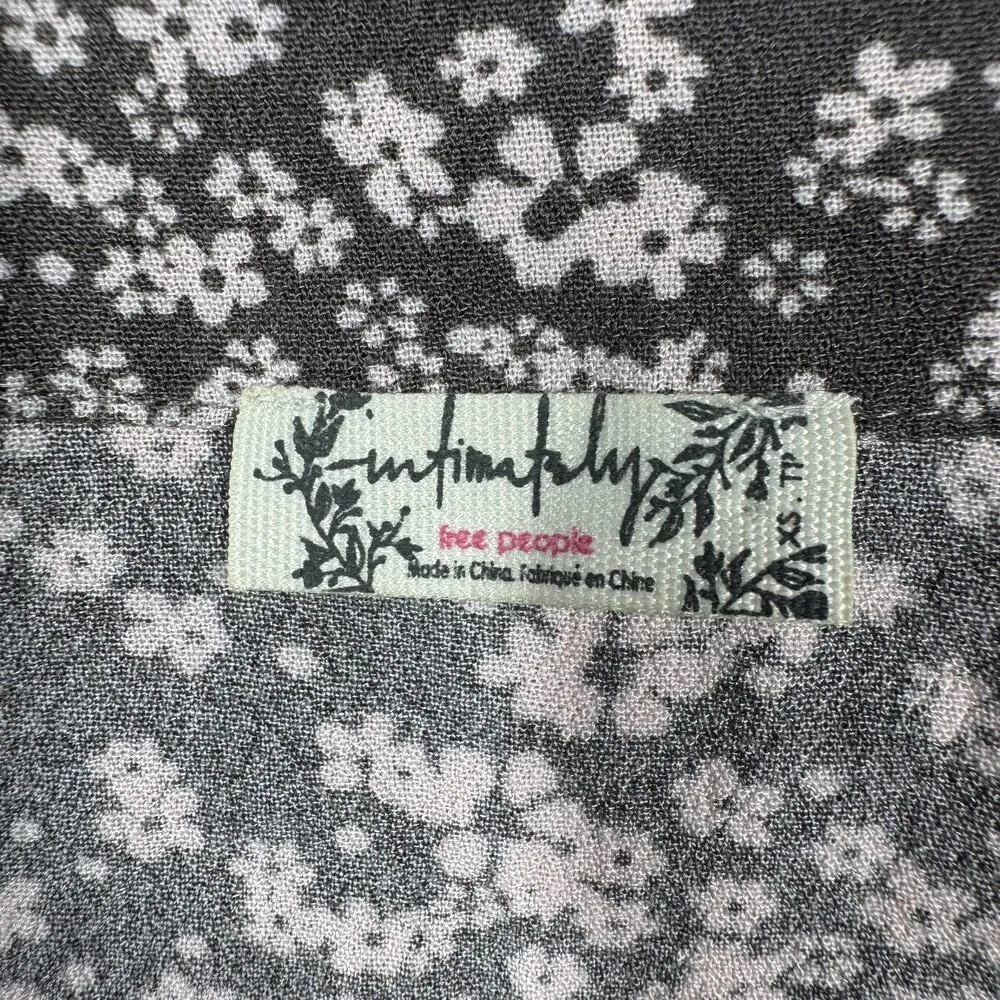 intimately
free people
Made in China. Fabriqué en Chine
XS . TP